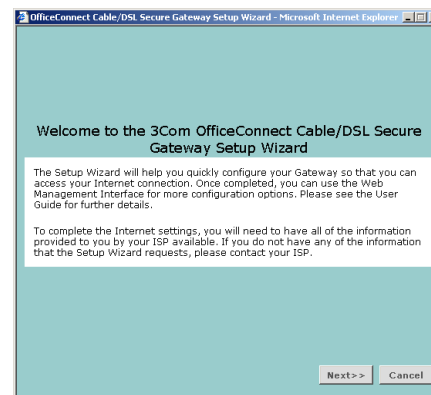 OfficeConnect Cable/DSL Secure Gateway Setup Wizard - Microsoft Internet Explorer
Welcome to the 3Com OfficeConnect Cable/DSL Secure
Gateway Setup Wizard
The Setup Wizard will help you quickly configure your Gateway so that you can
access your Internet connection. Once completed, you can use the Web
Management Interface for more configuration options. Please see the User
Guide for further details.
To complete the Internet settings, you will need to have all of the information
provided to you by your ISP available. If you do not have any of the information
that the Setup Wizard requests, please contact your ISP.
Next>> Cancel